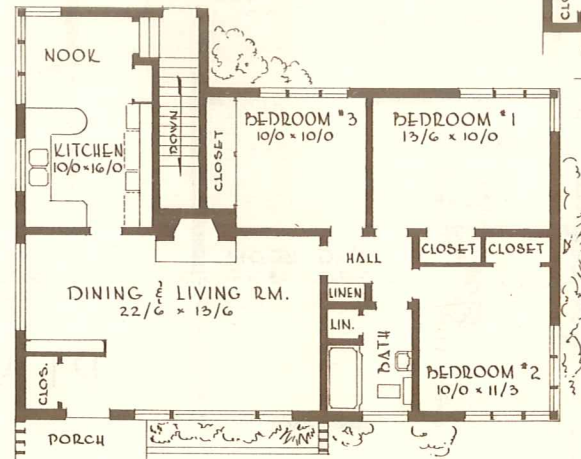 NOOK
KITCHEN
10/0 × 16/0
DOWN
CLOSET
BEDROOM #3
10/0 × 10/0
BEDROOM #1
13/6 × 10/0
CLOSET
CLOSET
HALL
LINEN
LIN.
BATH
DINING & LIVING RM.
22/6 × 13/6
CLOS.
BEDROOM #2
10/0 × 11/3
PORCH